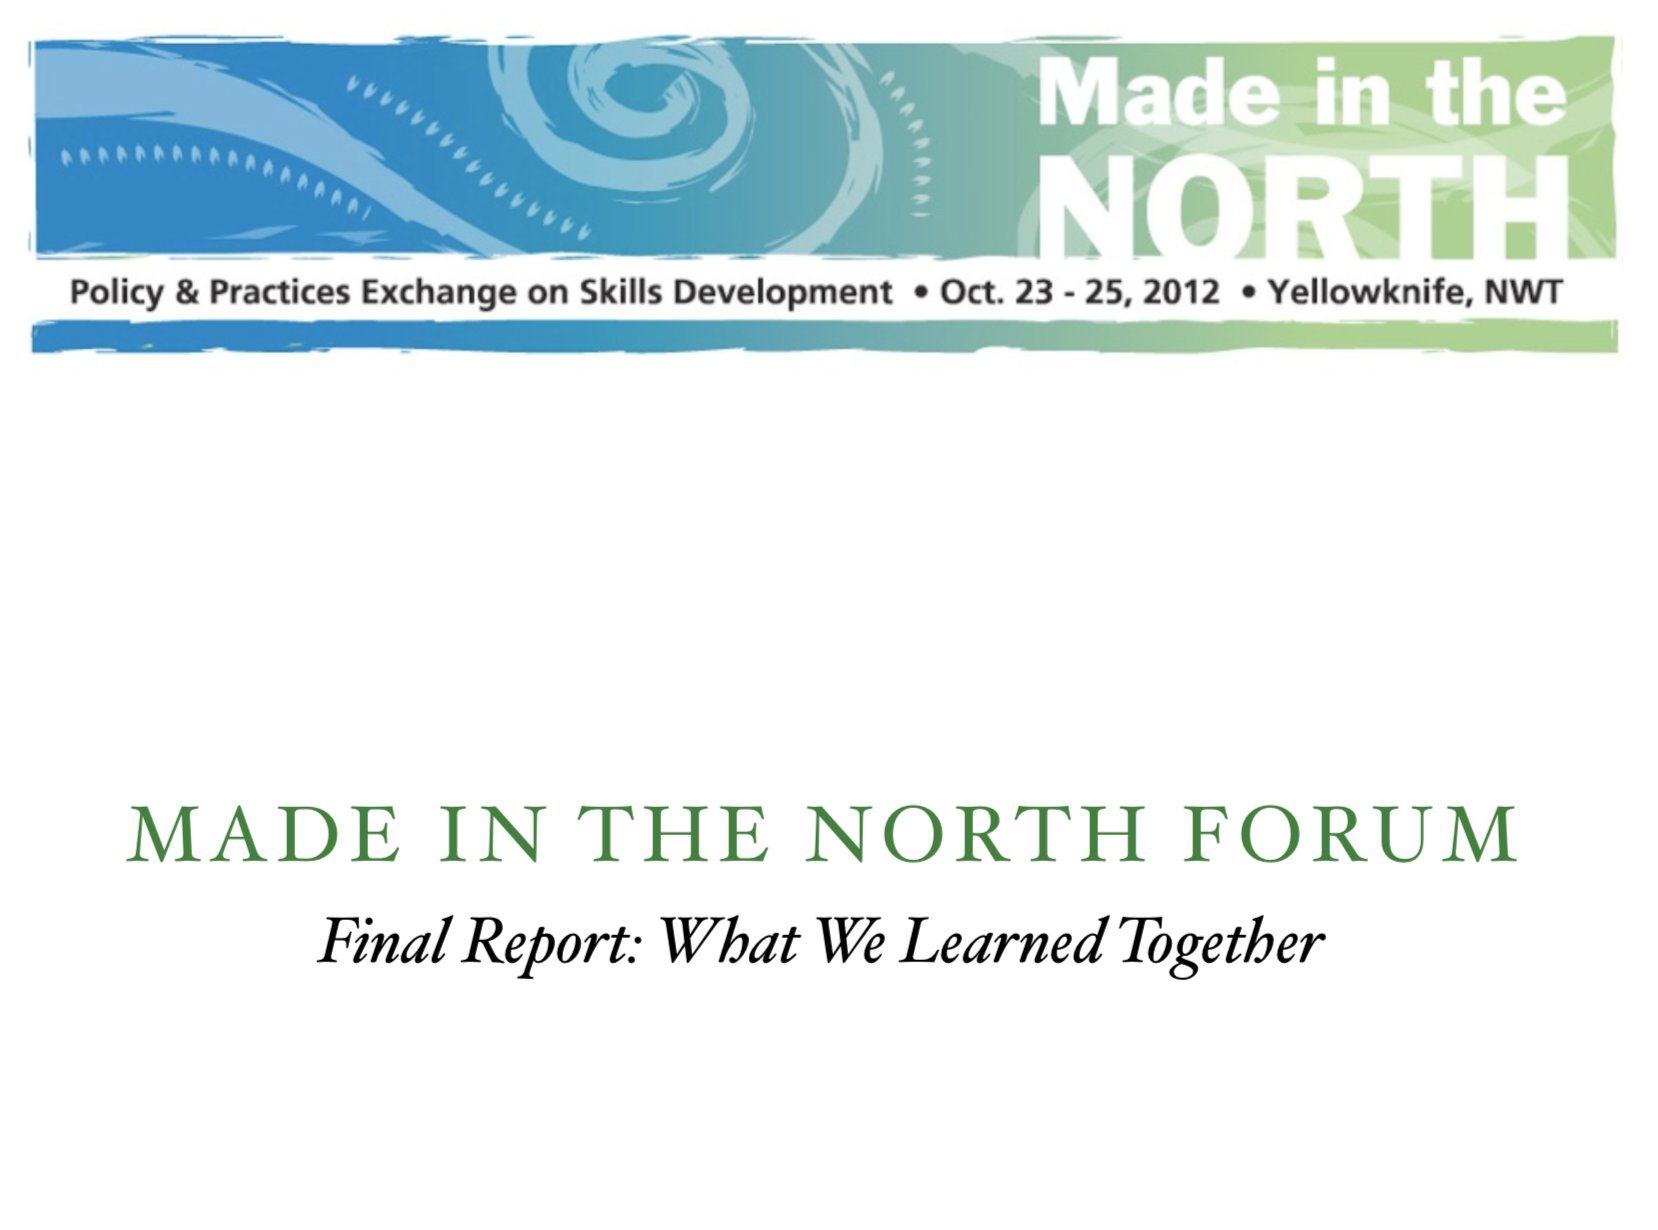 Made in the
NORTH
Policy & Practices Exchange on Skills Development • Oct. 23 - 25, 2012 • Yellowknife, NWT
MADE IN THE NORTH FORUM
Final Report: What We Learned Together